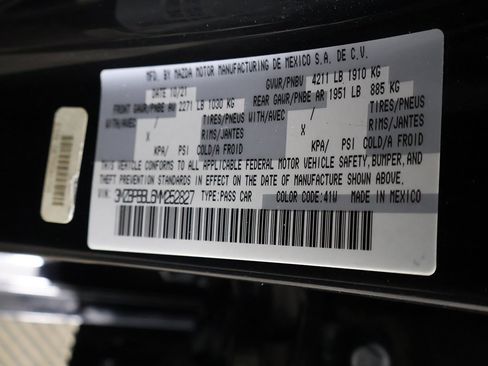 MFD. BY MAZDA MOTOR MANUFACTURING DE MEXICO S.A. DE C.V.
DATE 10/21 GVWR/PNBV 4211 LB 1910 KG
FRONT GAWR/PNBE AV 2271 LB 1030 KG REAR GAWR/PNBE AR 1951 LB 885 KG
WITH/AVEC TIRES/PNEUS WITH/AVEC TIRES/PNEUS
X / RIMS/JANTES X / RIMS/JANTES
KPA/ PSI COLD/A FROID KPA/ PSI COLD/A FROID
THIS VEHICLE CONFORMS TO ALL APPLICABLE FEDERAL MOTOR VEHICLE SAFETY, BUMPER, AND
THEFT PREVENTION STANDARDS IN EFFECT ON THE DATE OF MANUFACTURE SHOWN ABOVE.
VIN: TYPE:PASS CAR COLOR CODE:41W MADE IN MEXICO